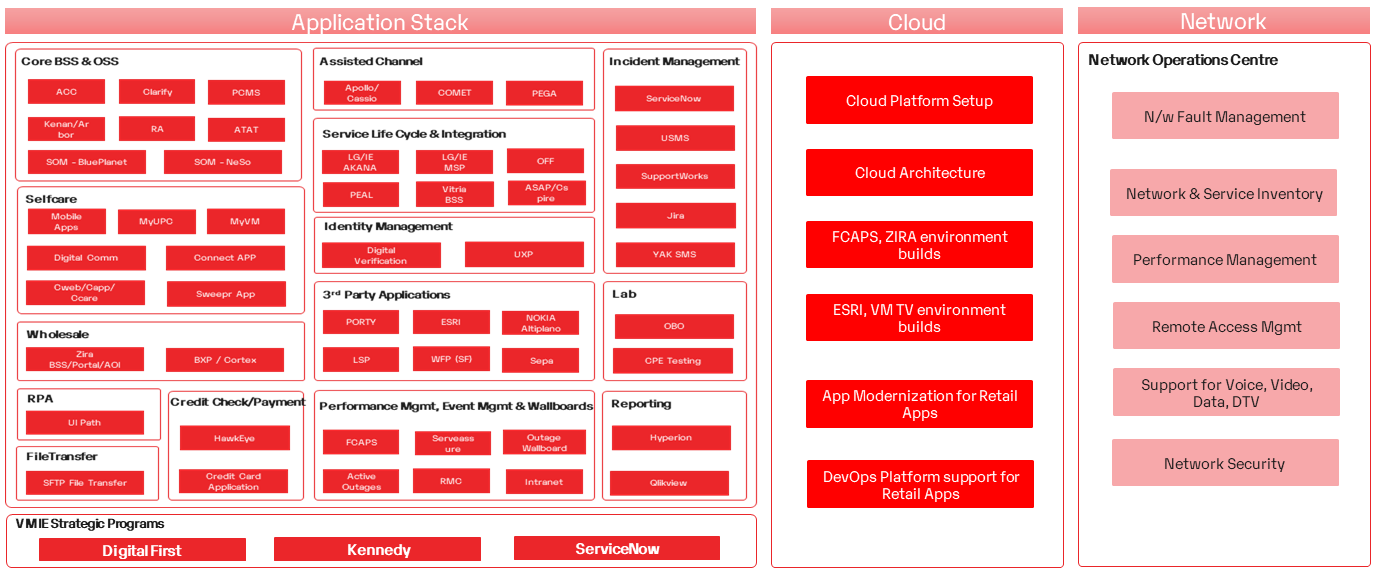 Application Stack
Cloud
Network
Core BSS & OSS
ACC
Clarify
PCMS
Kenan/Ar
bor
RA
ATAT
SOM – BluePlanet
SOM – NeSo
Selfcare
Mobile
Apps
MyUPC
MyVM
Digital Comm
Connect APP
Cweb/Capp/
Ccare
Sweepr App
Wholesale
Zira
BSS/Portal/AOI
BXP / Cortex
RPA
UI Path
FileTransfer
SFTP File Transfer
Credit Check/Payment
HawkEye
Credit Card
Application
Assisted Channel
Apollo/
Cassio
COMET
PEGA
Service Life Cycle & Integration
LG/IE
AKANA
LG/IE
MSP
OFF
PEAL
Vitria
BSS
ASAP/Cs
pire
Identity Management
Digital
Verification
UXP
3rd Party Applications
PORTY
ESRI
NOKIA
Altiplano
LSP
WFP (SF)
Sepa
Performance Mgmt, Event Mgmt & Wallboards
FCAPS
Serveass
ure
Outage
Wallboard
Active
Outages
RMC
Intranet
Incident Management
ServiceNow
USMS
SupportWorks
Jira
YAK SMS
Lab
OBO
CPE Testing
Reporting
Hyperion
Qlikview
VMIE Strategic Programs
Digital First
Kennedy
ServiceNow
Cloud Platform Setup
Cloud Architecture
FCAPS, ZIRA environment
builds
ESRI, VM TV environment
builds
App Modernization for Retail
Apps
DevOps Platform support for
Retail Apps
Network Operations Centre
N/w Fault Management
Network & Service Inventory
Performance Management
Remote Access Mgmt
Support for Voice, Video,
Data, DTV
Network Security